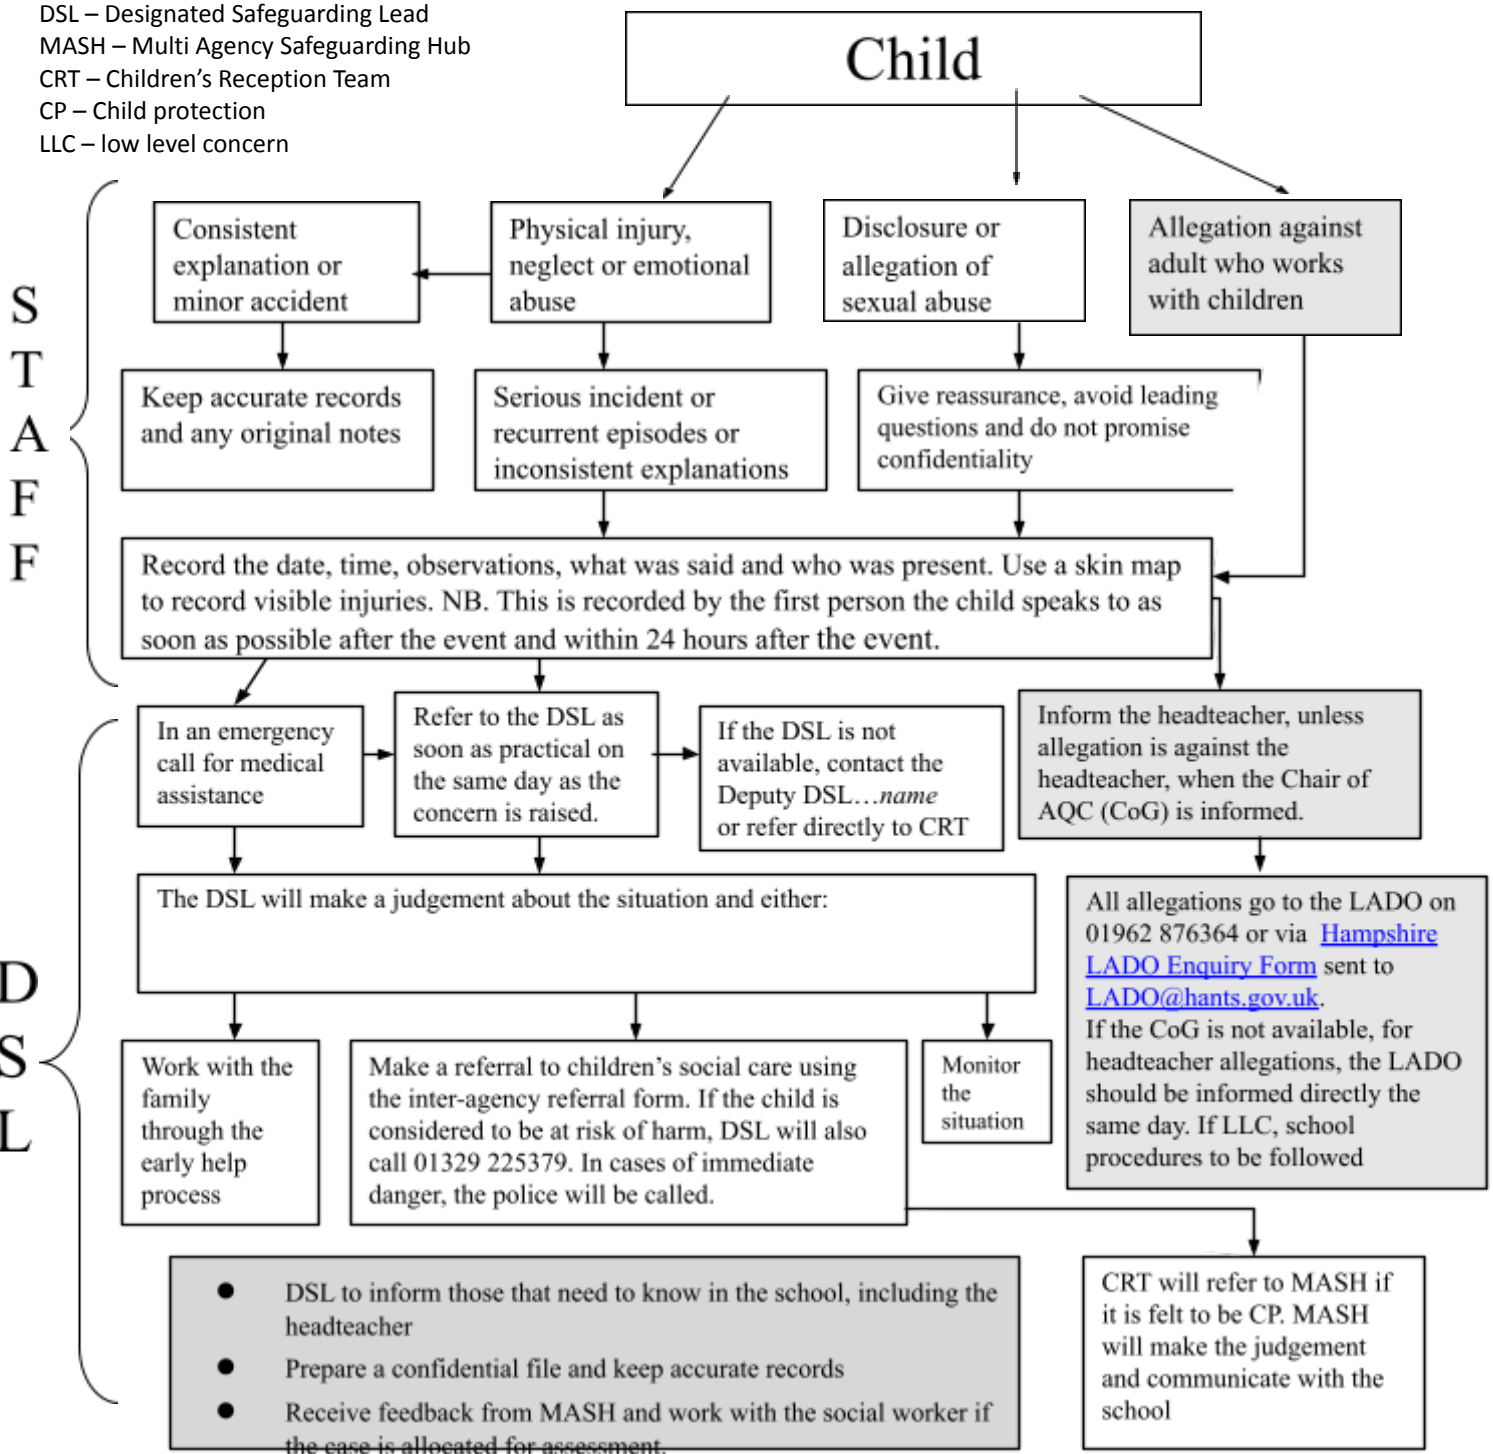 DSL – Designated Safeguarding Lead
MASH – Multi Agency Safeguarding Hub
CRT – Children's Reception Team
CP – Child protection
LLC – low level concern
Child
STAFF
Consistent
explanation or
minor accident
Physical injury,
neglect or emotional
abuse
Disclosure or
allegation of
sexual abuse
Allegation against
adult who works
with children
Keep accurate records
and any original notes
Serious incident or
recurrent episodes or
inconsistent explanations
Give reassurance, avoid leading
questions and do not promise
confidentiality
Record the date, time, observations, what was said and who was present. Use a skin map
to record visible injuries. NB. This is recorded by the first person the child speaks to as
soon as possible after the event and within 24 hours after the event.
DSL
In an emergency
call for medical
assistance
Refer to the DSL as
soon as practical on
the same day as the
concern is raised.
If the DSL is not
available, contact the
Deputy DSL…name
or refer directly to CRT
Inform the headteacher, unless
allegation is against the
headteacher, when the Chair of
AQC (CoG) is informed.
The DSL will make a judgement about the situation and either:
All allegations go to the LADO on
01962 876364 or via Hampshire
LADO Enquiry Form sent to
LADO@hants.gov.uk.
If the CoG is not available, for
headteacher allegations, the LADO
should be informed directly the
same day. If LLC, school
procedures to be followed
Work with the
family
through the
early help
process
Make a referral to children's social care using
the inter-agency referral form. If the child is
considered to be at risk of harm, DSL will also
call 01329 225379. In cases of immediate
danger, the police will be called.
Monitor
the
situation
● DSL to inform those that need to know in the school, including the
headteacher
● Prepare a confidential file and keep accurate records
● Receive feedback from MASH and work with the social worker if
the case is allocated for assessment.
CRT will refer to MASH if
it is felt to be CP. MASH
will make the judgement
and communicate with the
school